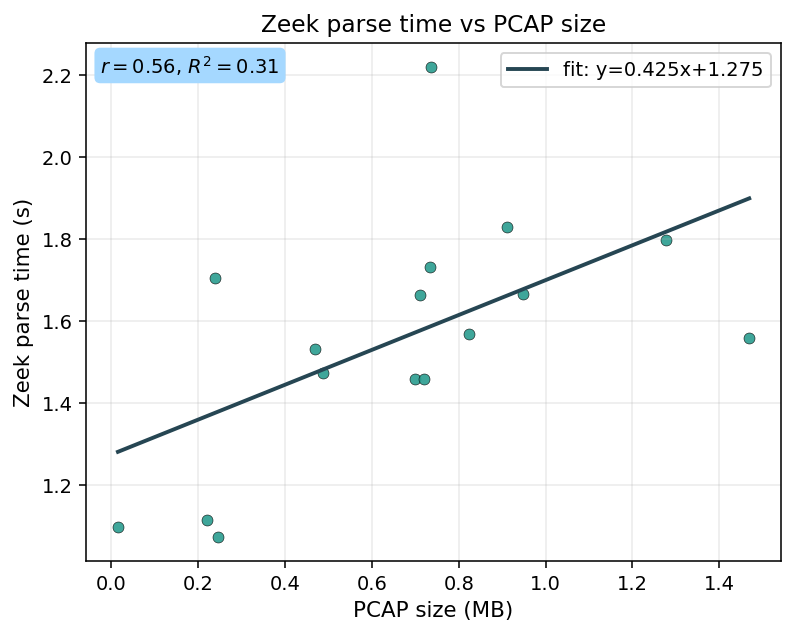 Zeek parse time vs PCAP size
r = 0.56, R² = 0.31
fit: y=0.425x+1.275
Zeek parse time (s)
2.2
2.0
1.8
1.6
1.4
1.2
0.0 0.2 0.4 0.6 0.8 1.0 1.2 1.4
PCAP size (MB)